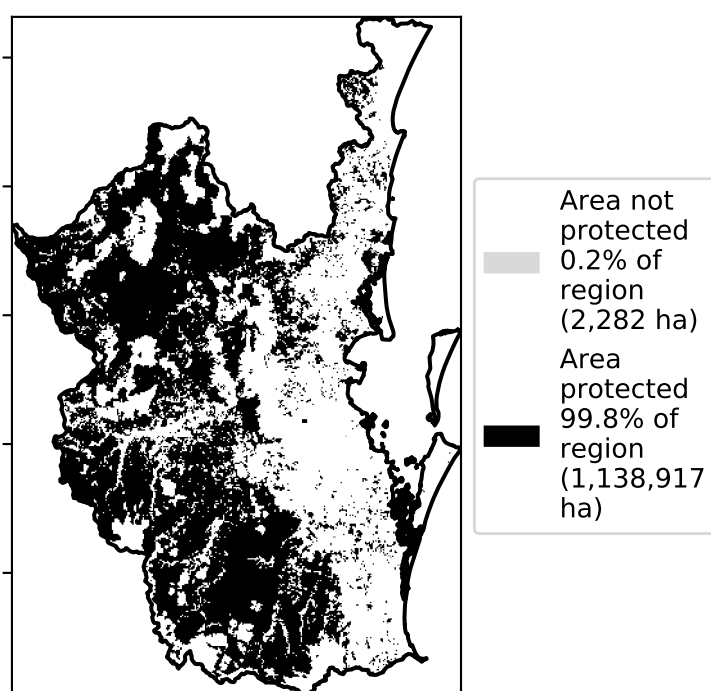 Area not
protected
0.2% of
region
(2,282 ha)
Area
protected
99.8% of
region
(1,138,917
ha)